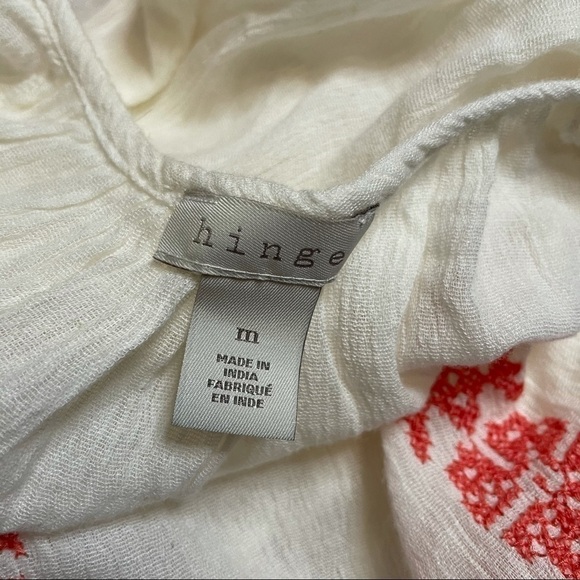 hinge
m
MADE IN
INDIA
FABRIQUÉ
EN INDE